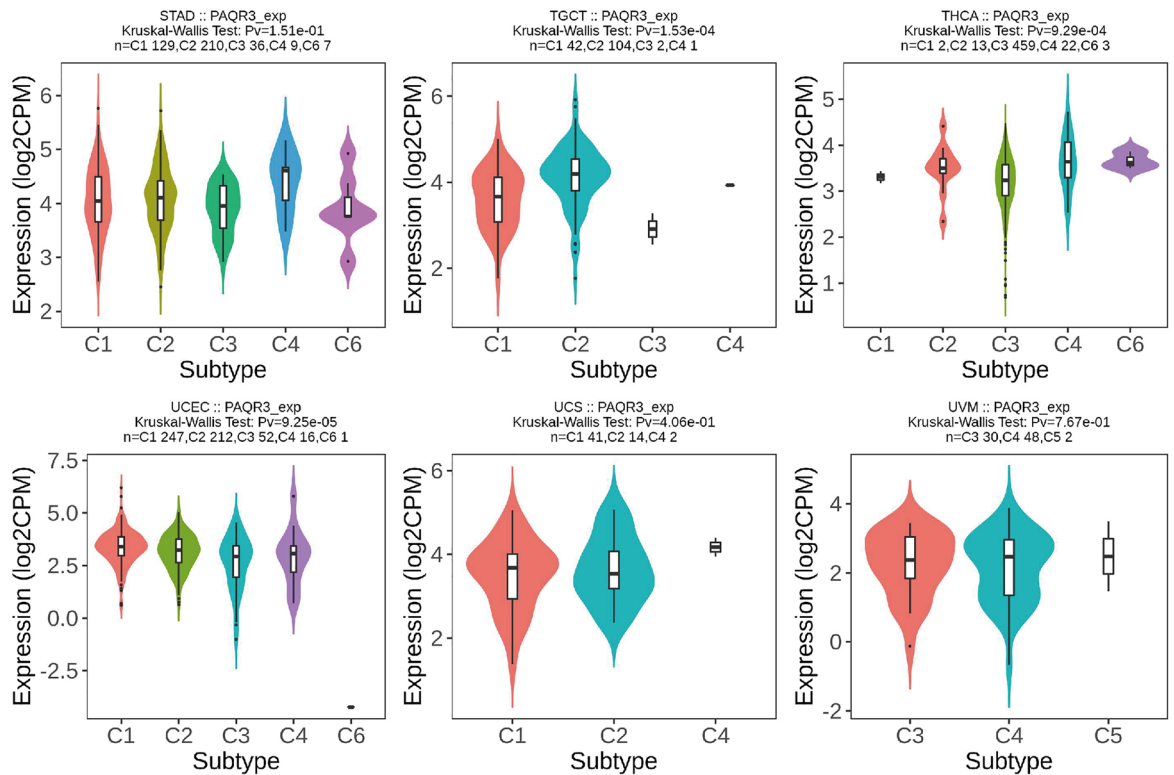 STAD :: PAQR3_exp
Kruskal-Wallis Test: Pv=1.51e-01
n=C1 129,C2 210,C3 36,C4 9,C6 7
Expression (log2CPM)
6
5
4
3
2
C1 C2 C3 C4 C6
Subtype
TGCT :: PAQR3_exp
Kruskal-Wallis Test: Pv=1.53e-04
n=C1 42,C2 104,C3 2,C4 1
Expression (log2CPM)
6
4
2
C1 C2 C3 C4
Subtype
THCA :: PAQR3_exp
Kruskal-Wallis Test: Pv=9.29e-04
n=C1 2,C2 13,C3 459,C4 22,C6 3
Expression (log2CPM)
5
4
3
2
1
C1 C2 C3 C4 C6
Subtype
UCEC :: PAQR3_exp
Kruskal-Wallis Test: Pv=9.25e-05
n=C1 247,C2 212,C3 52,C4 16,C6 1
Expression (log2CPM)
7.5
5.0
2.5
0.0
-2.5
C1 C2 C3 C4 C6
Subtype
UCS :: PAQR3_exp
Kruskal-Wallis Test: Pv=4.06e-01
n=C1 41,C2 14,C4 2
Expression (log2CPM)
6
4
2
C1 C2 C4
Subtype
UVM :: PAQR3_exp
Kruskal-Wallis Test: Pv=7.67e-01
n=C3 30,C4 48,C5 2
Expression (log2CPM)
4
2
0
-2
C3 C4 C5
Subtype